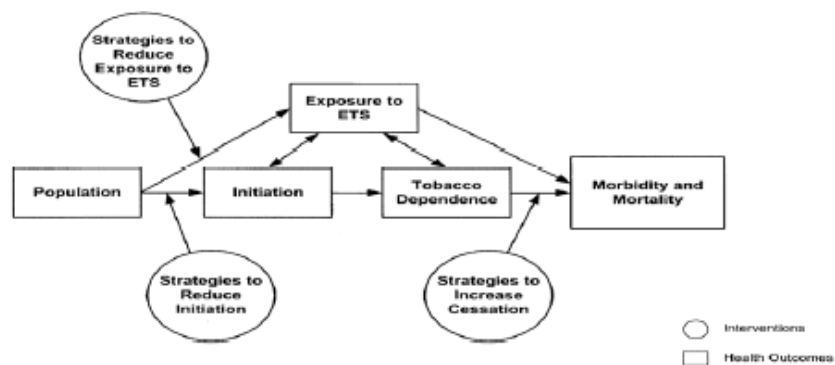 Strategies to
Reduce
Exposure to
ETS
Exposure to
ETS
Population
Initiation
Tobacco
Dependence
Morbidity and
Mortality
Strategies to
Reduce
Initiation
Strategies to
Increase
Cessation
Interventions
Health Outcomes